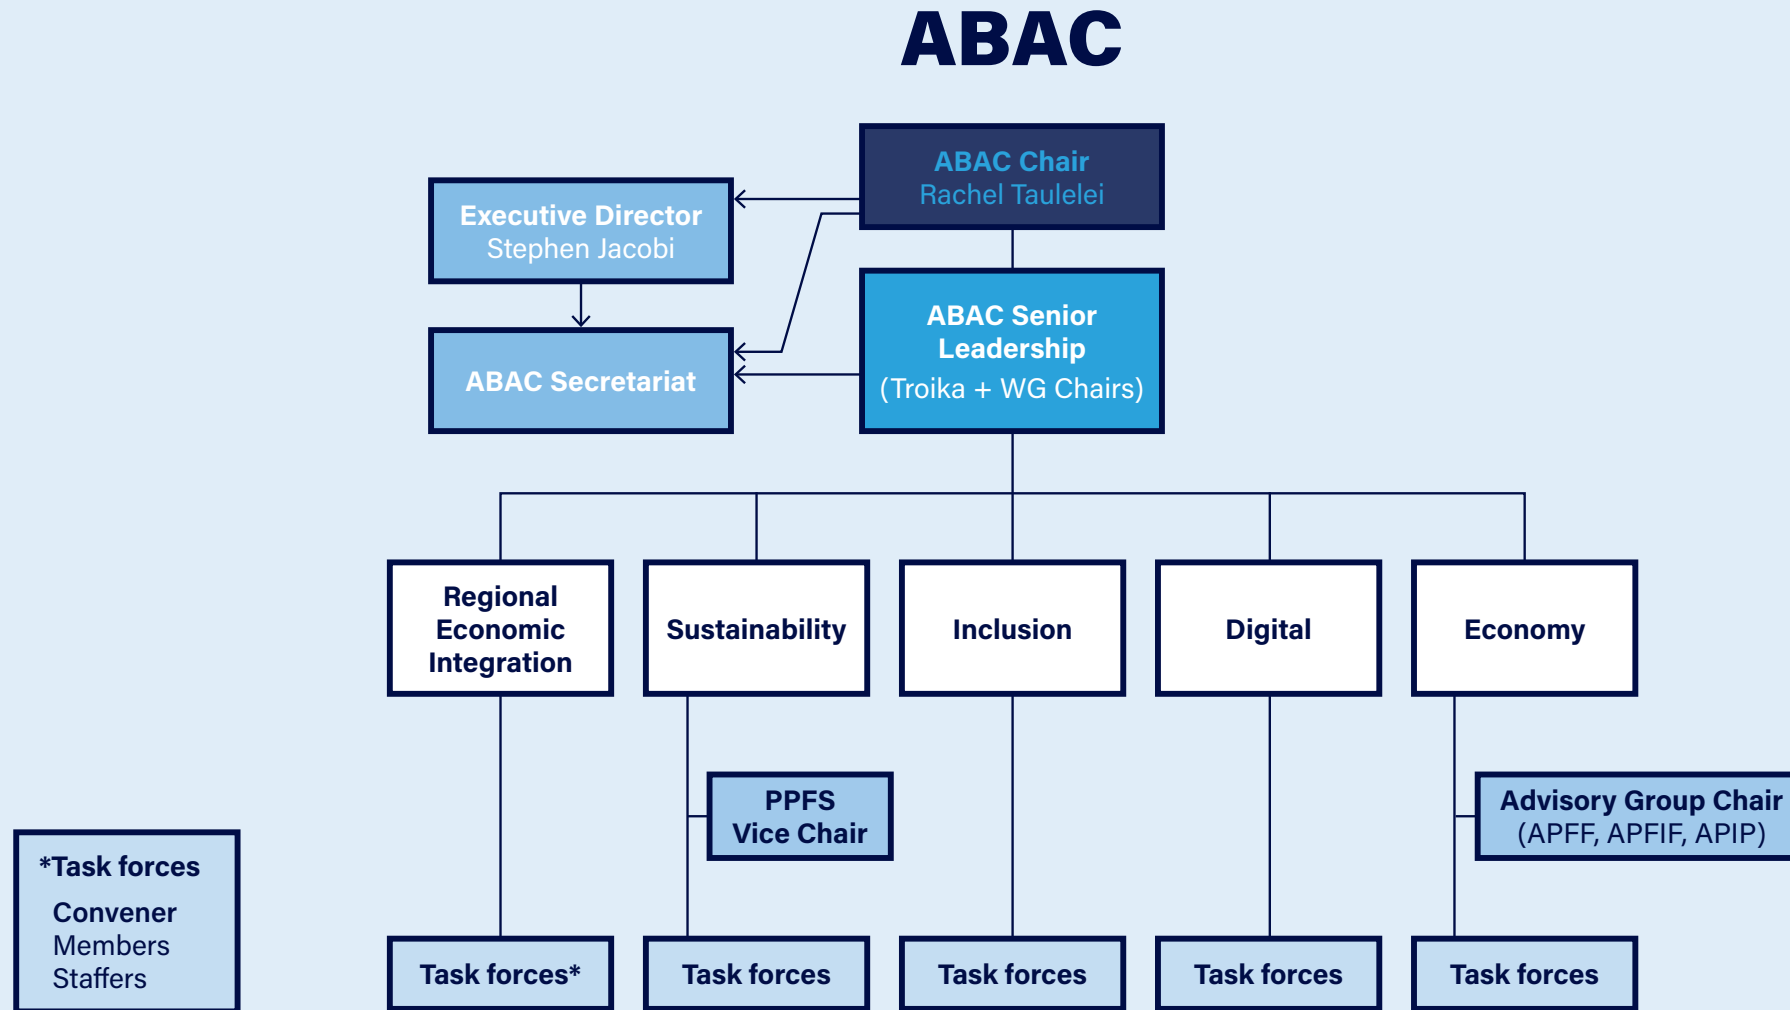 ABAC
ABAC Chair
Rachel Taulelei
Executive Director
Stephen Jacobi
ABAC Senior
Leadership
(Troika + WG Chairs)
ABAC Secretariat
Regional
Economic
Integration
Sustainability
Inclusion
Digital
Economy
PPFS
Vice Chair
Advisory Group Chair
(APFF, APFIF, APIP)
*Task forces
Convener
Members
Staffers
Task forces*
Task forces
Task forces
Task forces
Task forces